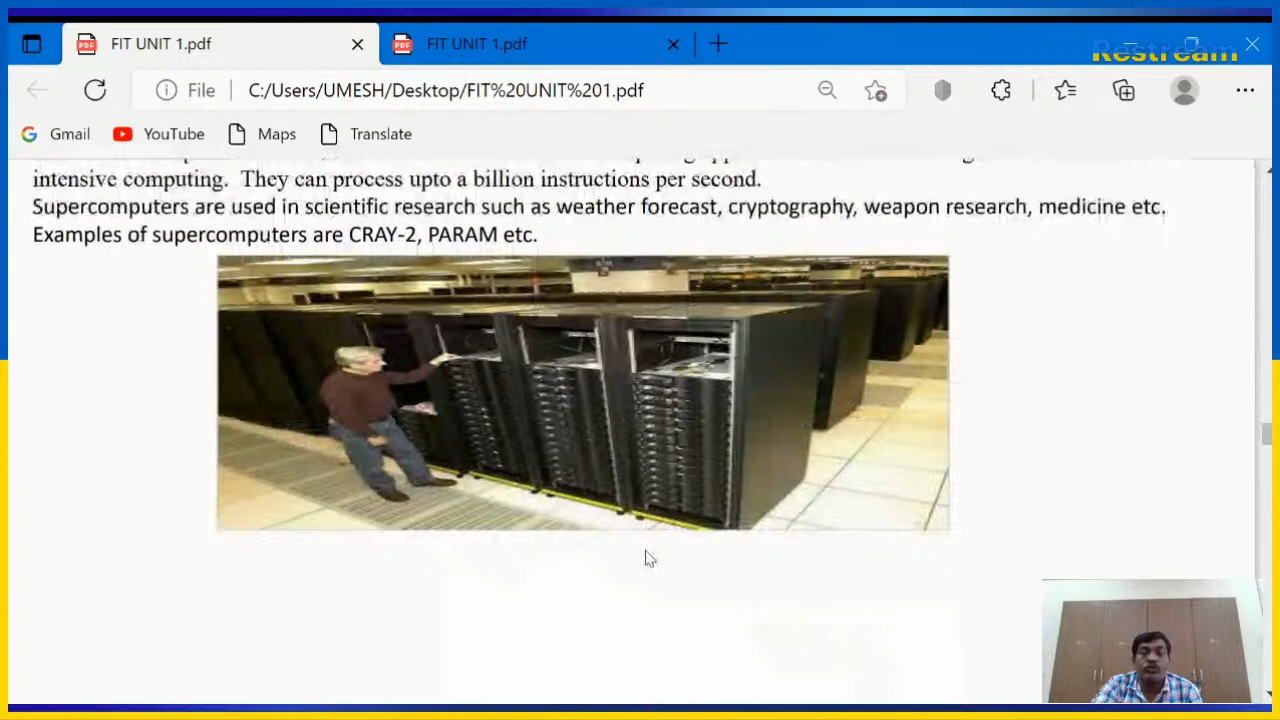 FIT UNIT 1.pdf
FIT UNIT 1.pdf
Restream
File C:/Users/UMESH/Desktop/FIT%20UNIT%201.pdf
Gmail YouTube Maps Translate
intensive computing. They can process upto a billion instructions per second.
Supercomputers are used in scientific research such as weather forecast, cryptography, weapon research, medicine etc.
Examples of supercomputers are CRAY-2, PARAM etc.